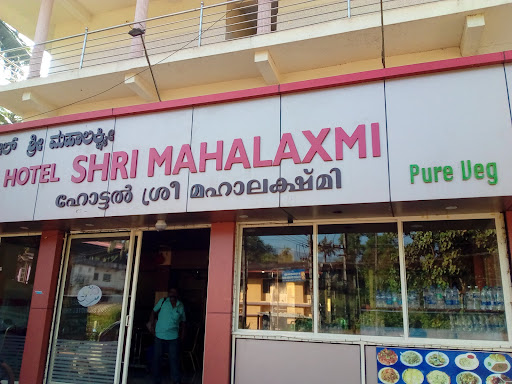 ಶ್ರೀ ಮಹಾಲಕ್ಷ್ಮೀ
HOTEL SHRI MAHALAXMI
ഹോട്ടൽ ശ്രീ മഹാലക്ഷ്മി
Pure Veg